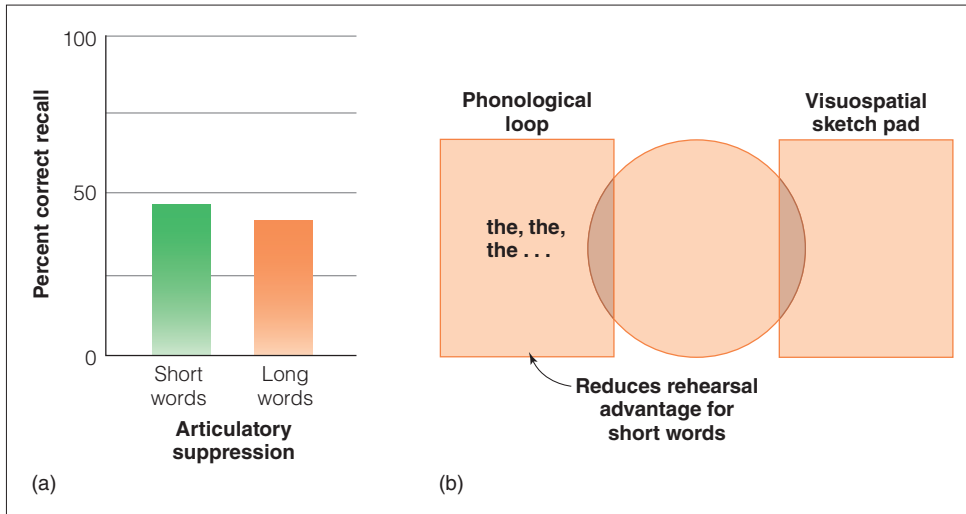 100
50
0
Percent correct recall
Short
words
Long
words
Articulatory
suppression
(a)
Phonological
loop
Visuospatial
sketch pad
the, the,
the . . .
Reduces rehearsal
advantage for
short words
(b)